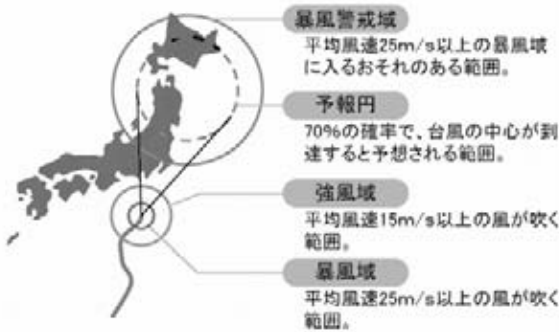 暴風警戒域
平均風速25m/s以上の暴風域
に入るおそれのある範囲。
予報円
70%の確率で、台風の中心が到
達すると予想される範囲。
強風域
平均風速15m/s以上の風が吹く
範囲。
暴風域
平均風速25m/s以上の風が吹く
範囲。